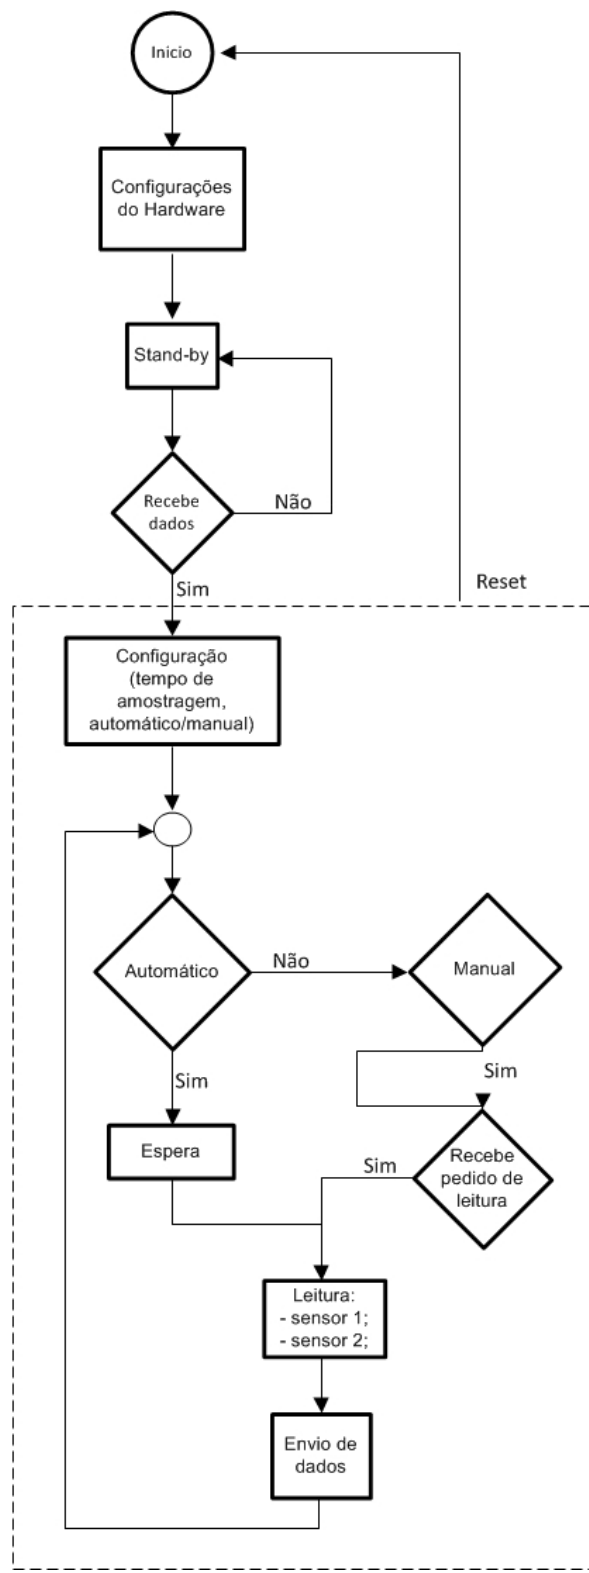 Inicio
Configurações
do Hardware
Stand-by
Recebe
dados
Não
Sim
Reset
Configuração
(tempo de
amostragem,
automático/manual)
Automático
Não
Manual
Sim
Sim
Espera
Recebe
pedido de
leitura
Sim
Leitura:
- sensor 1;
- sensor 2;
Envio de
dados